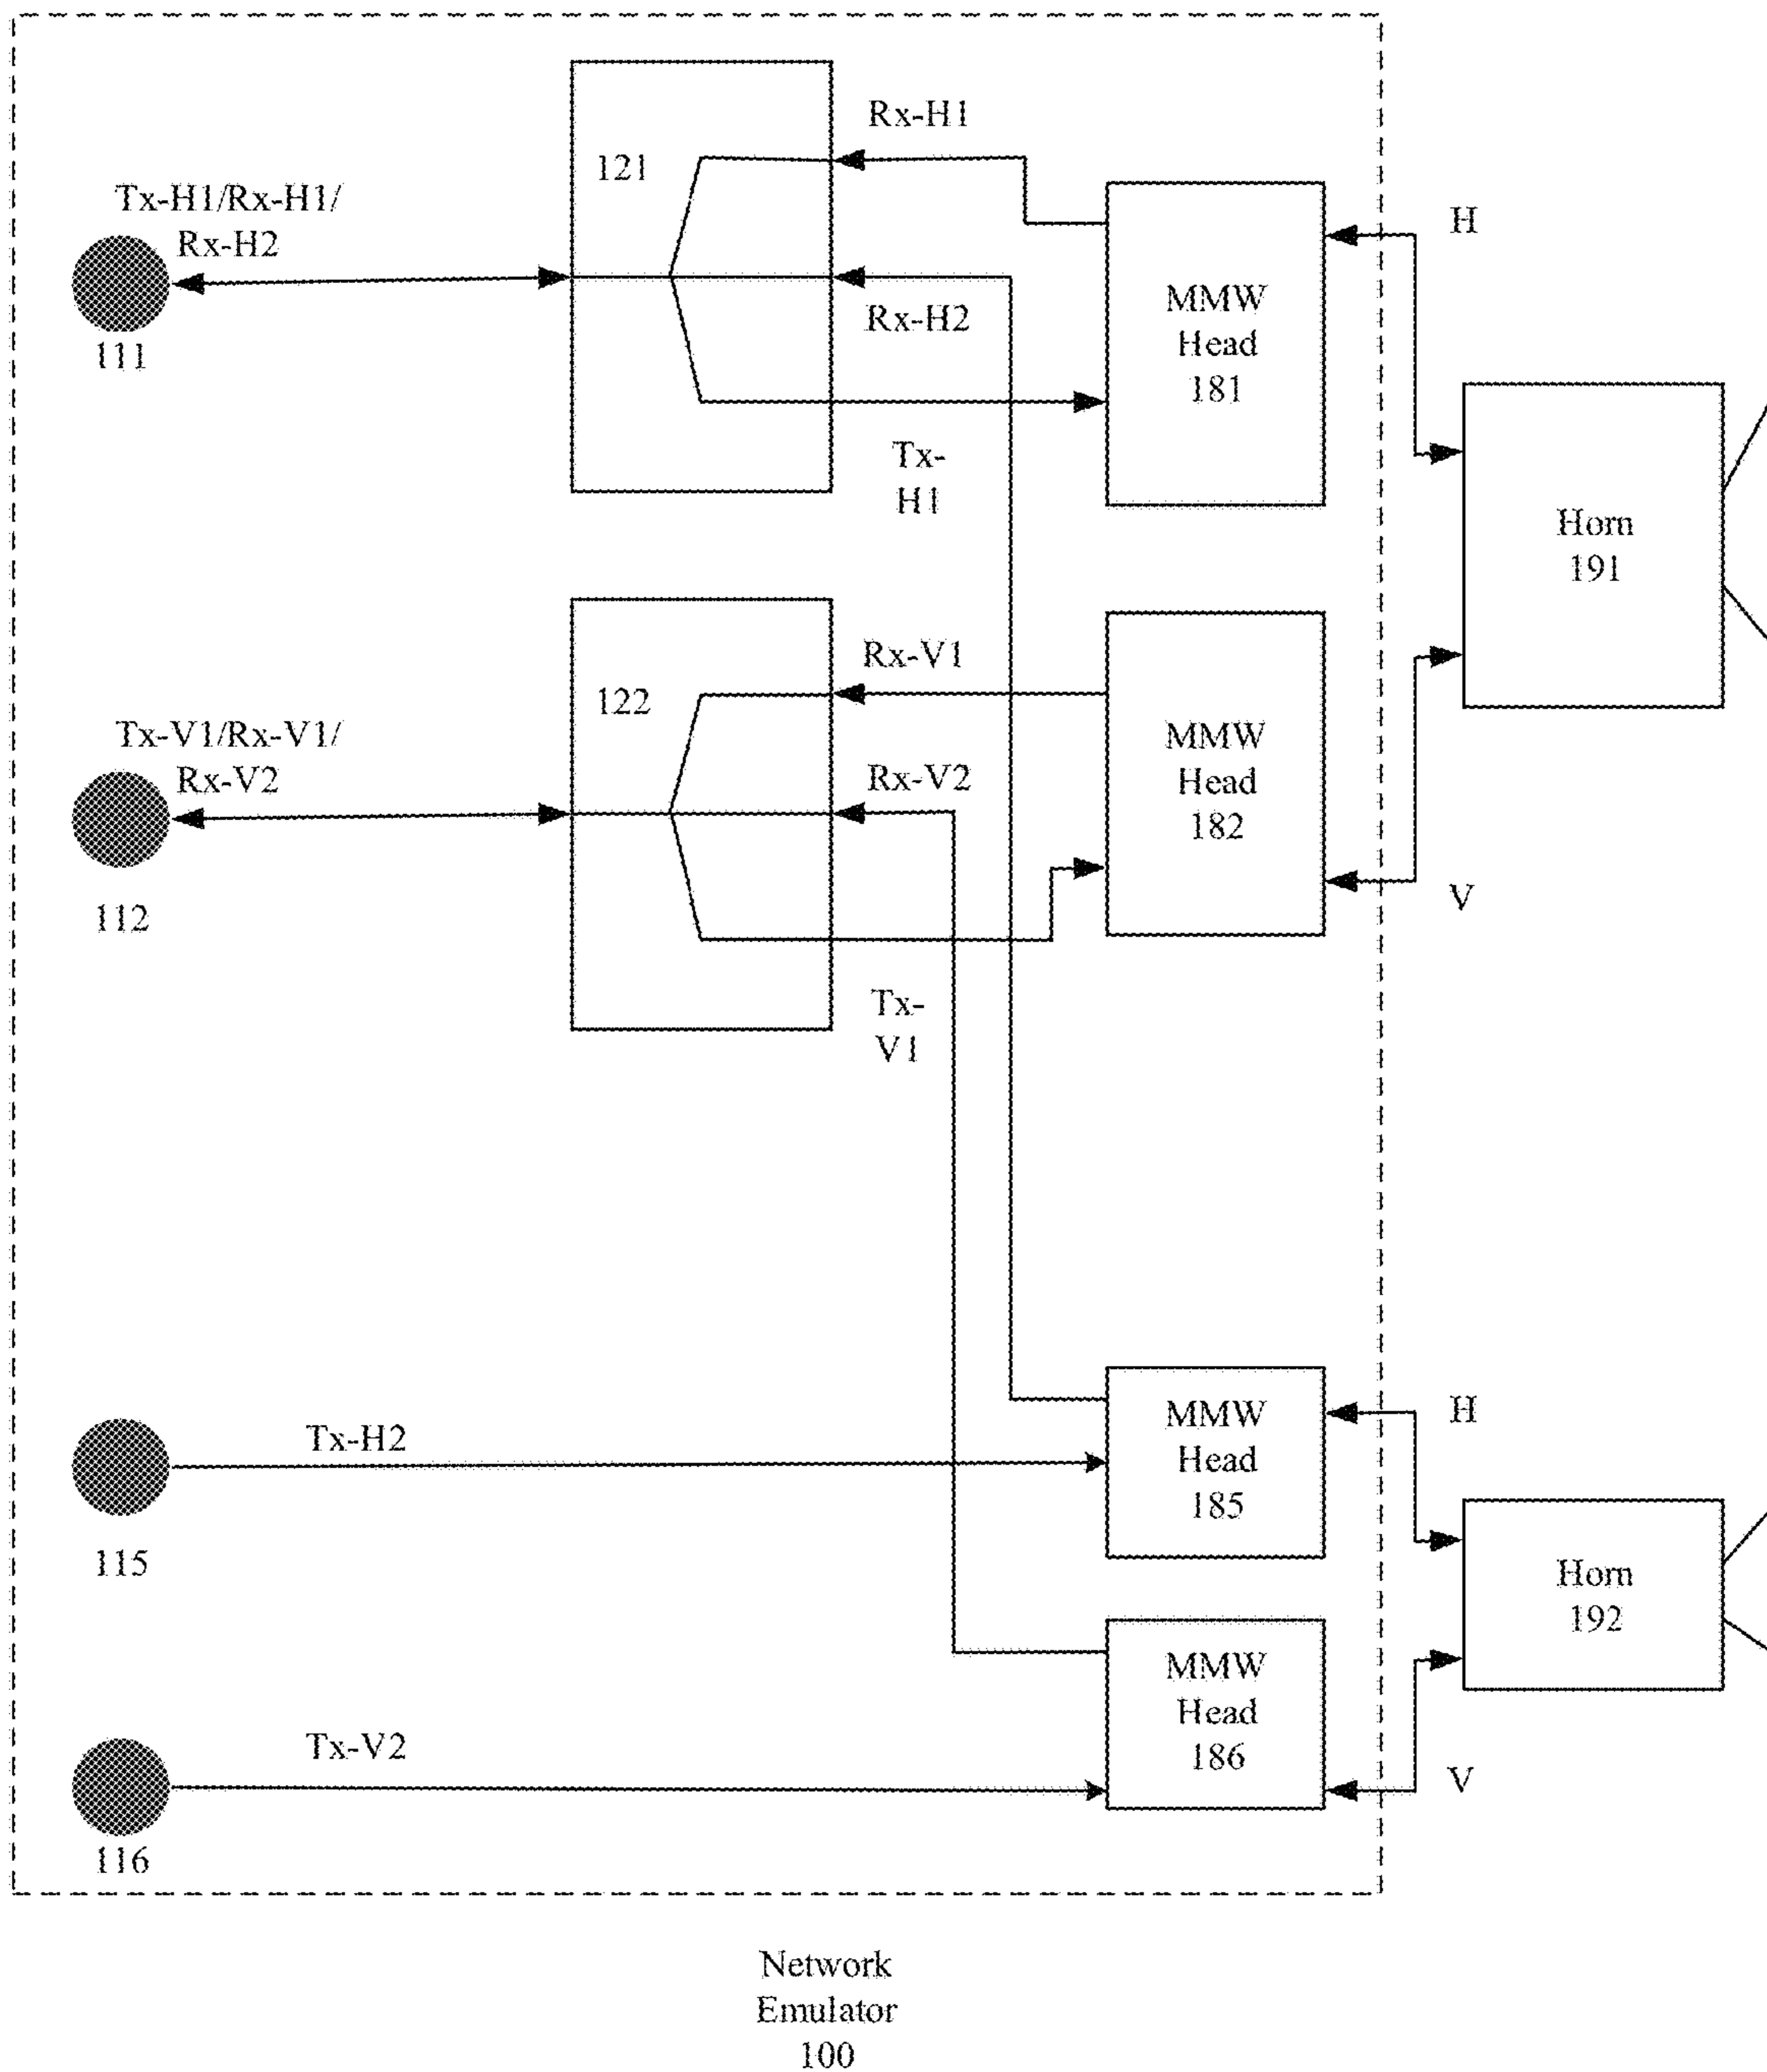 Rx-H1
121
Tx-H1/Rx-H1/
Rx-H2
111
Rx-H2
Tx-
H1
MMW
Head
181
H
Horn
191
Rx-V1
122
Tx-V1/Rx-V1/
Rx-V2
112
Rx-V2
Tx-
V1
MMW
Head
182
V
Tx-H2
115
MMW
Head
185
H
Horn
192
Tx-V2
116
MMW
Head
186
V
Network
Emulator
100